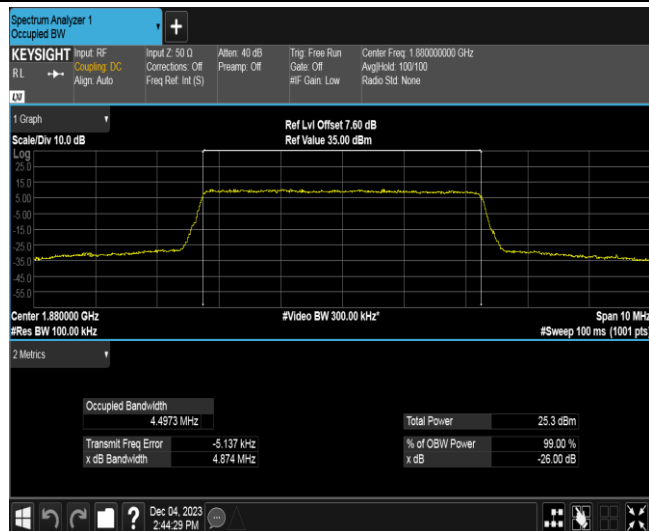 Spectrum Analyzer 1
Occupied BW
+
KEYSIGHT
RL
LXI
Input: RF
Coupling: DC
Align: Auto
Input Z: 50 Ω
Corrections: Off
Freq Ref: Int (S)
Atten: 40 dB
Preamp: Off
Trig: Free Run
Gate: Off
#IF Gain: Low
Center Freq: 1.880000000 GHz
Avg|Hold: 100/100
Radio Std: None
1 Graph
Scale/Div 10.0 dB
Ref Lvl Offset 7.60 dB
Ref Value 35.00 dBm
Log
25.0
15.0
5.00
-5.00
-15.0
-25.0
-35.0
-45.0
-55.0
Center 1.880000 GHz
#Res BW 100.00 kHz
#Video BW 300.00 kHz*
Span 10 MHz
#Sweep 100 ms (1001 pts)
2 Metrics
Occupied Bandwidth
4.4973 MHz
Transmit Freq Error -5.137 kHz
x dB Bandwidth 4.874 MHz
Total Power 25.3 dBm
% of OBW Power 99.00 %
x dB -26.00 dB
?
Dec 04, 2023
2:44:29 PM